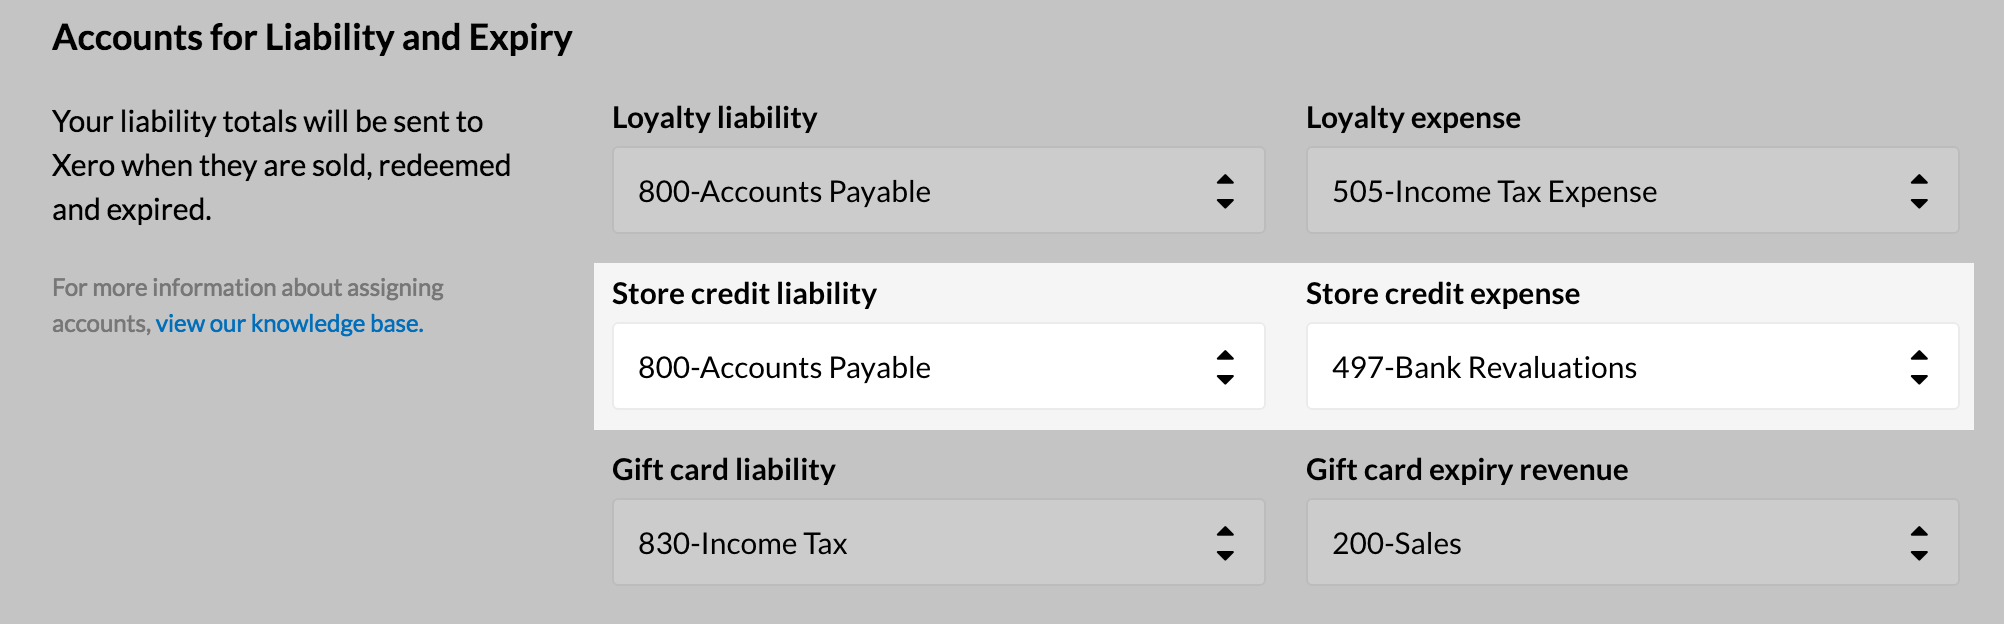 Accounts for Liability and Expiry
Your liability totals will be sent to
Xero when they are sold, redeemed
and expired.
For more information about assigning
accounts, view our knowledge base.
Loyalty liability
800-Accounts Payable
Loyalty expense
505-Income Tax Expense
Store credit liability
800-Accounts Payable
Store credit expense
497-Bank Revaluations
Gift card liability
830-Income Tax
Gift card expiry revenue
200-Sales